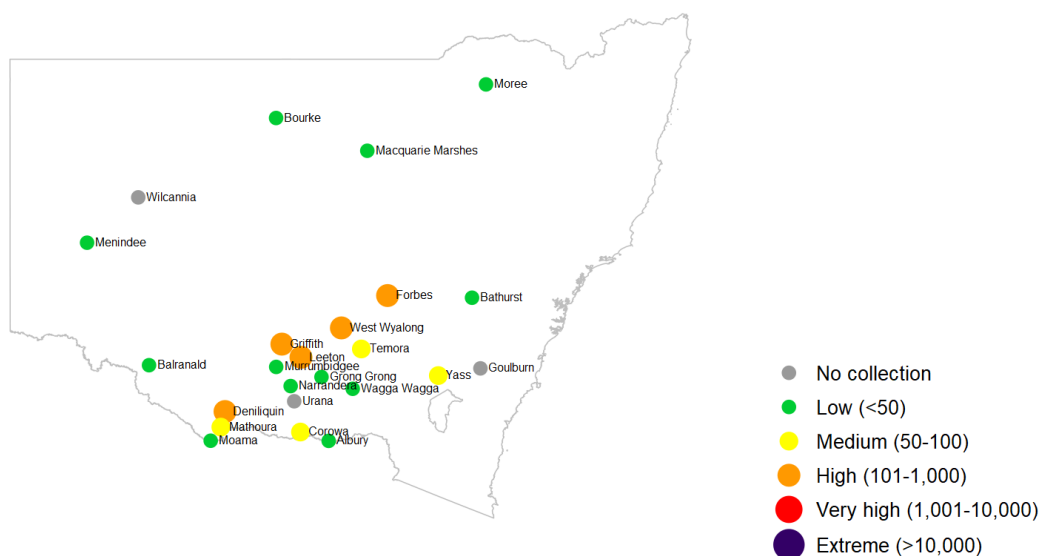 Moree
Bourke
Macquarie Marshes
Wilcannia
Menindee
Forbes
Bathurst
West Wyalong
Griffith
Temora
Leeton
Balranald
Murrumbidgee
Goulburn
Grong Grong
Yass
Narrandera
Wagga Wagga
Urana
Deniliquin
Mathoura
Corowa
Moama
Albury
No collection
Low (<50)
Medium (50-100)
High (101-1,000)
Very high (1,001-10,000)
Extreme (>10,000)